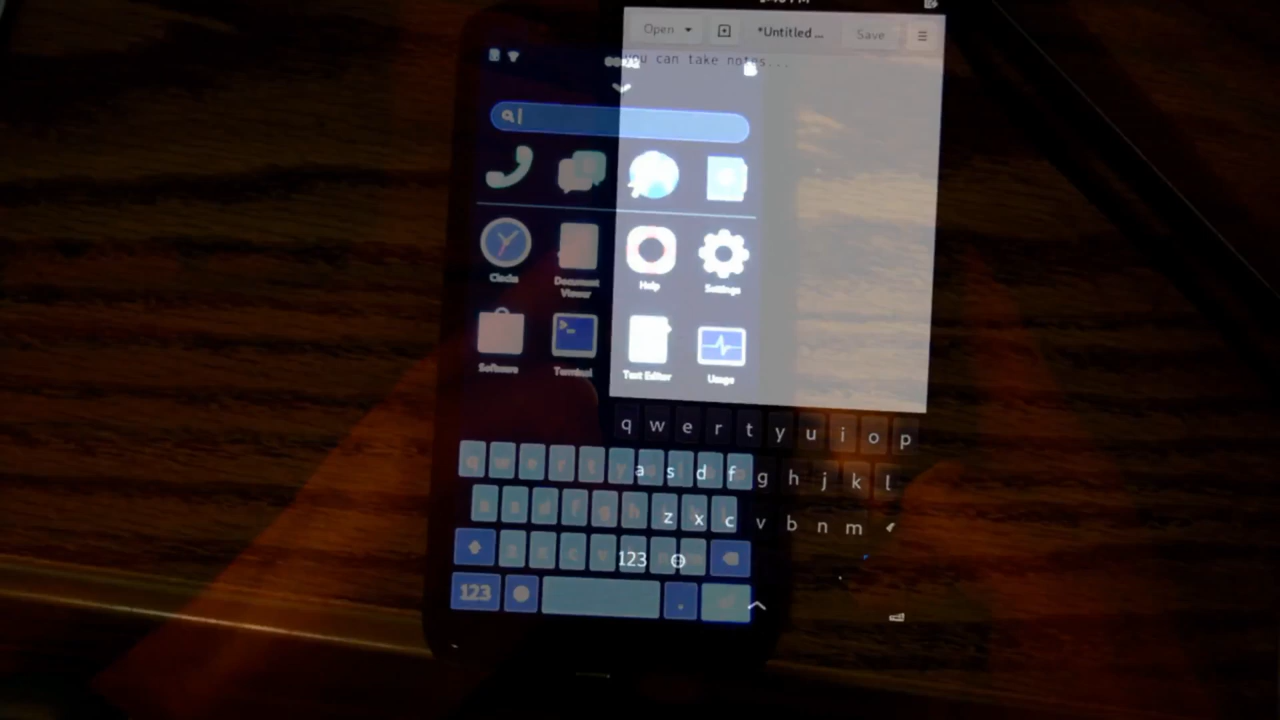 Open *Untitled ... Save
you can take notes...
Clocks
Document
Viewer
Help
Settings
Software
Terminal
Text Editor
Usage
q w e r t y u i o p
a s d f g h j k l
z x c v b n m
123
123 .